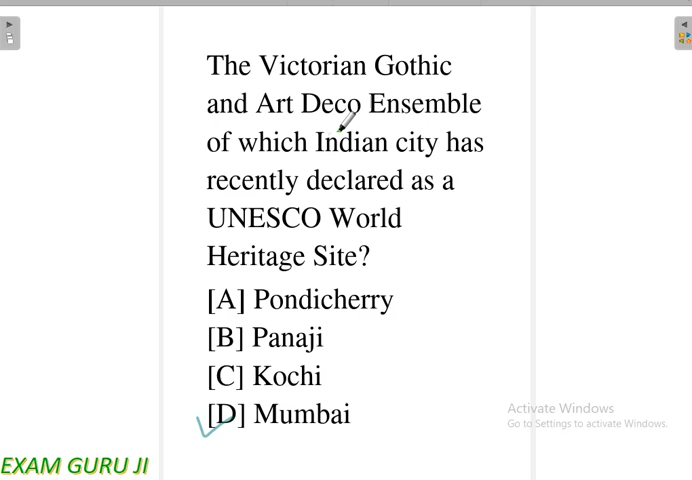 The Victorian Gothic
and Art Deco Ensemble
of which Indian city has
recently declared as a
UNESCO World
Heritage Site?
[A] Pondicherry
[B] Panaji
[C] Kochi
[D] Mumbai
Activate Windows
Go to Settings to activate Windows.
EXAM GURU JI